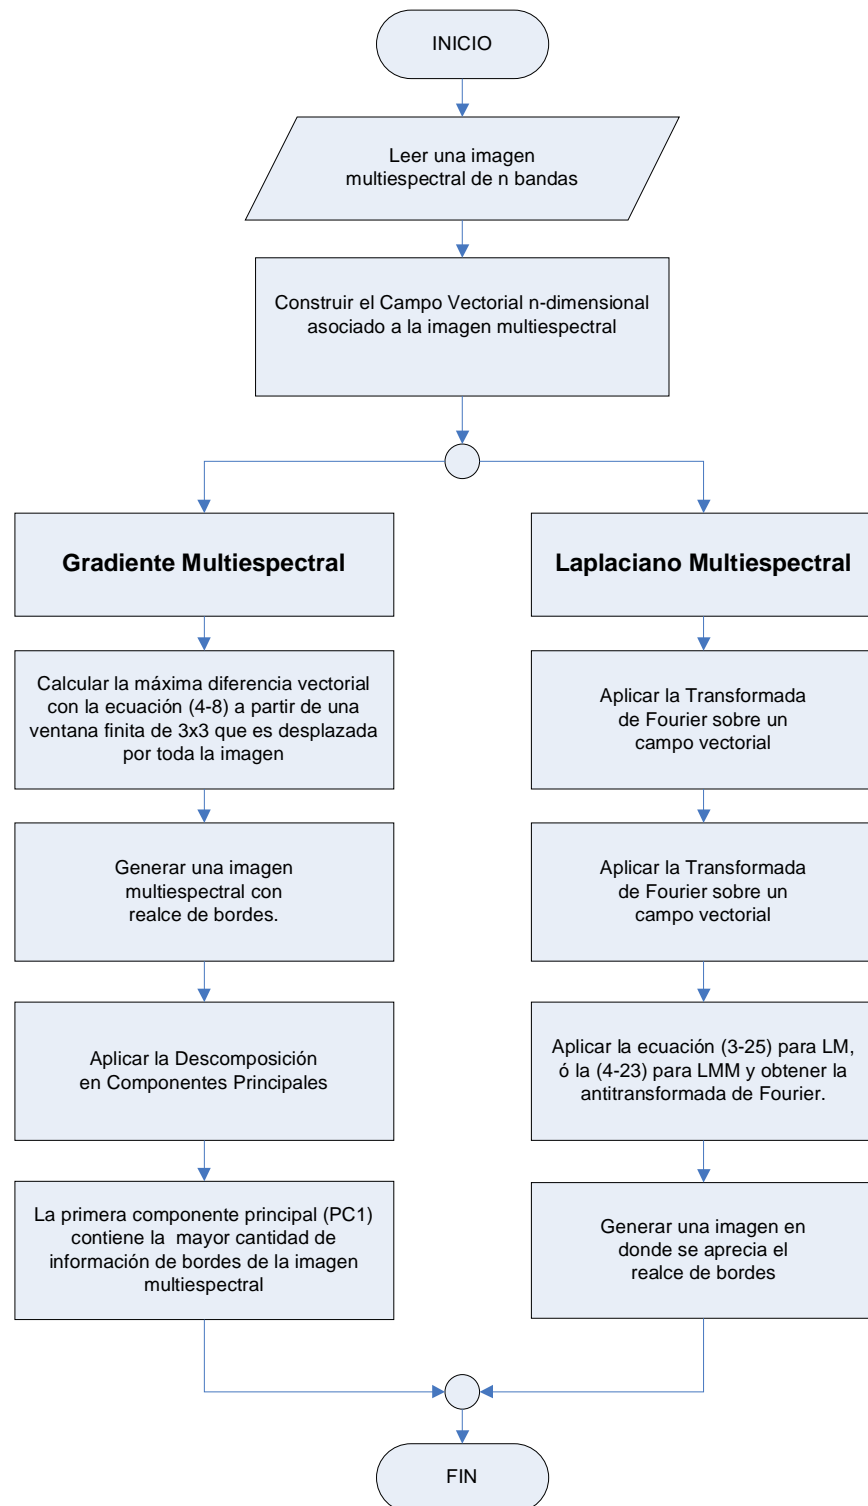 INICIO
Leer una imagen
multiespectral de n bandas
Construir el Campo Vectorial n-dimensional
asociado a la imagen multiespectral
Gradiente Multiespectral
Calcular la máxima diferencia vectorial
con la ecuación (4-8) a partir de una
ventana finita de 3x3 que es desplazada
por toda la imagen
Generar una imagen
multiespectral con
realce de bordes.
Aplicar la Descomposición
en Componentes Principales
La primera componente principal (PC1)
contiene la mayor cantidad de
información de bordes de la imagen
multiespectral
Laplaciano Multiespectral
Aplicar la Transformada
de Fourier sobre un
campo vectorial
Aplicar la Transformada
de Fourier sobre un
campo vectorial
Aplicar la ecuación (3-25) para LM,
ó la (4-23) para LMM y obtener la
antitransformada de Fourier.
Generar una imagen en
donde se aprecia el
realce de bordes
FIN